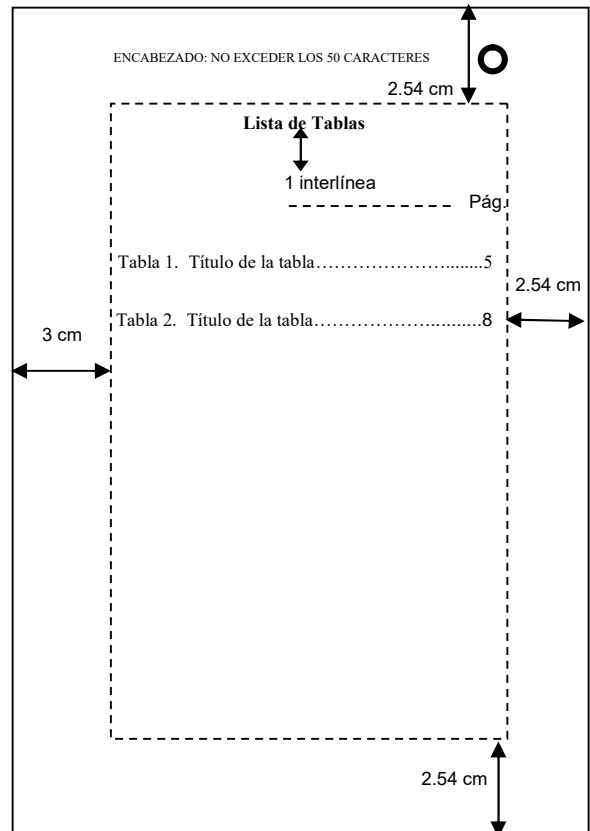 ENCABEZADO: NO EXCEDER LOS 50 CARACTERES
2.54 cm
Lista de Tablas
1 interlínea
Pág.
Tabla 1. Título de la tabla…………………........5
2.54 cm
Tabla 2. Título de la tabla………………..........8
3 cm
2.54 cm